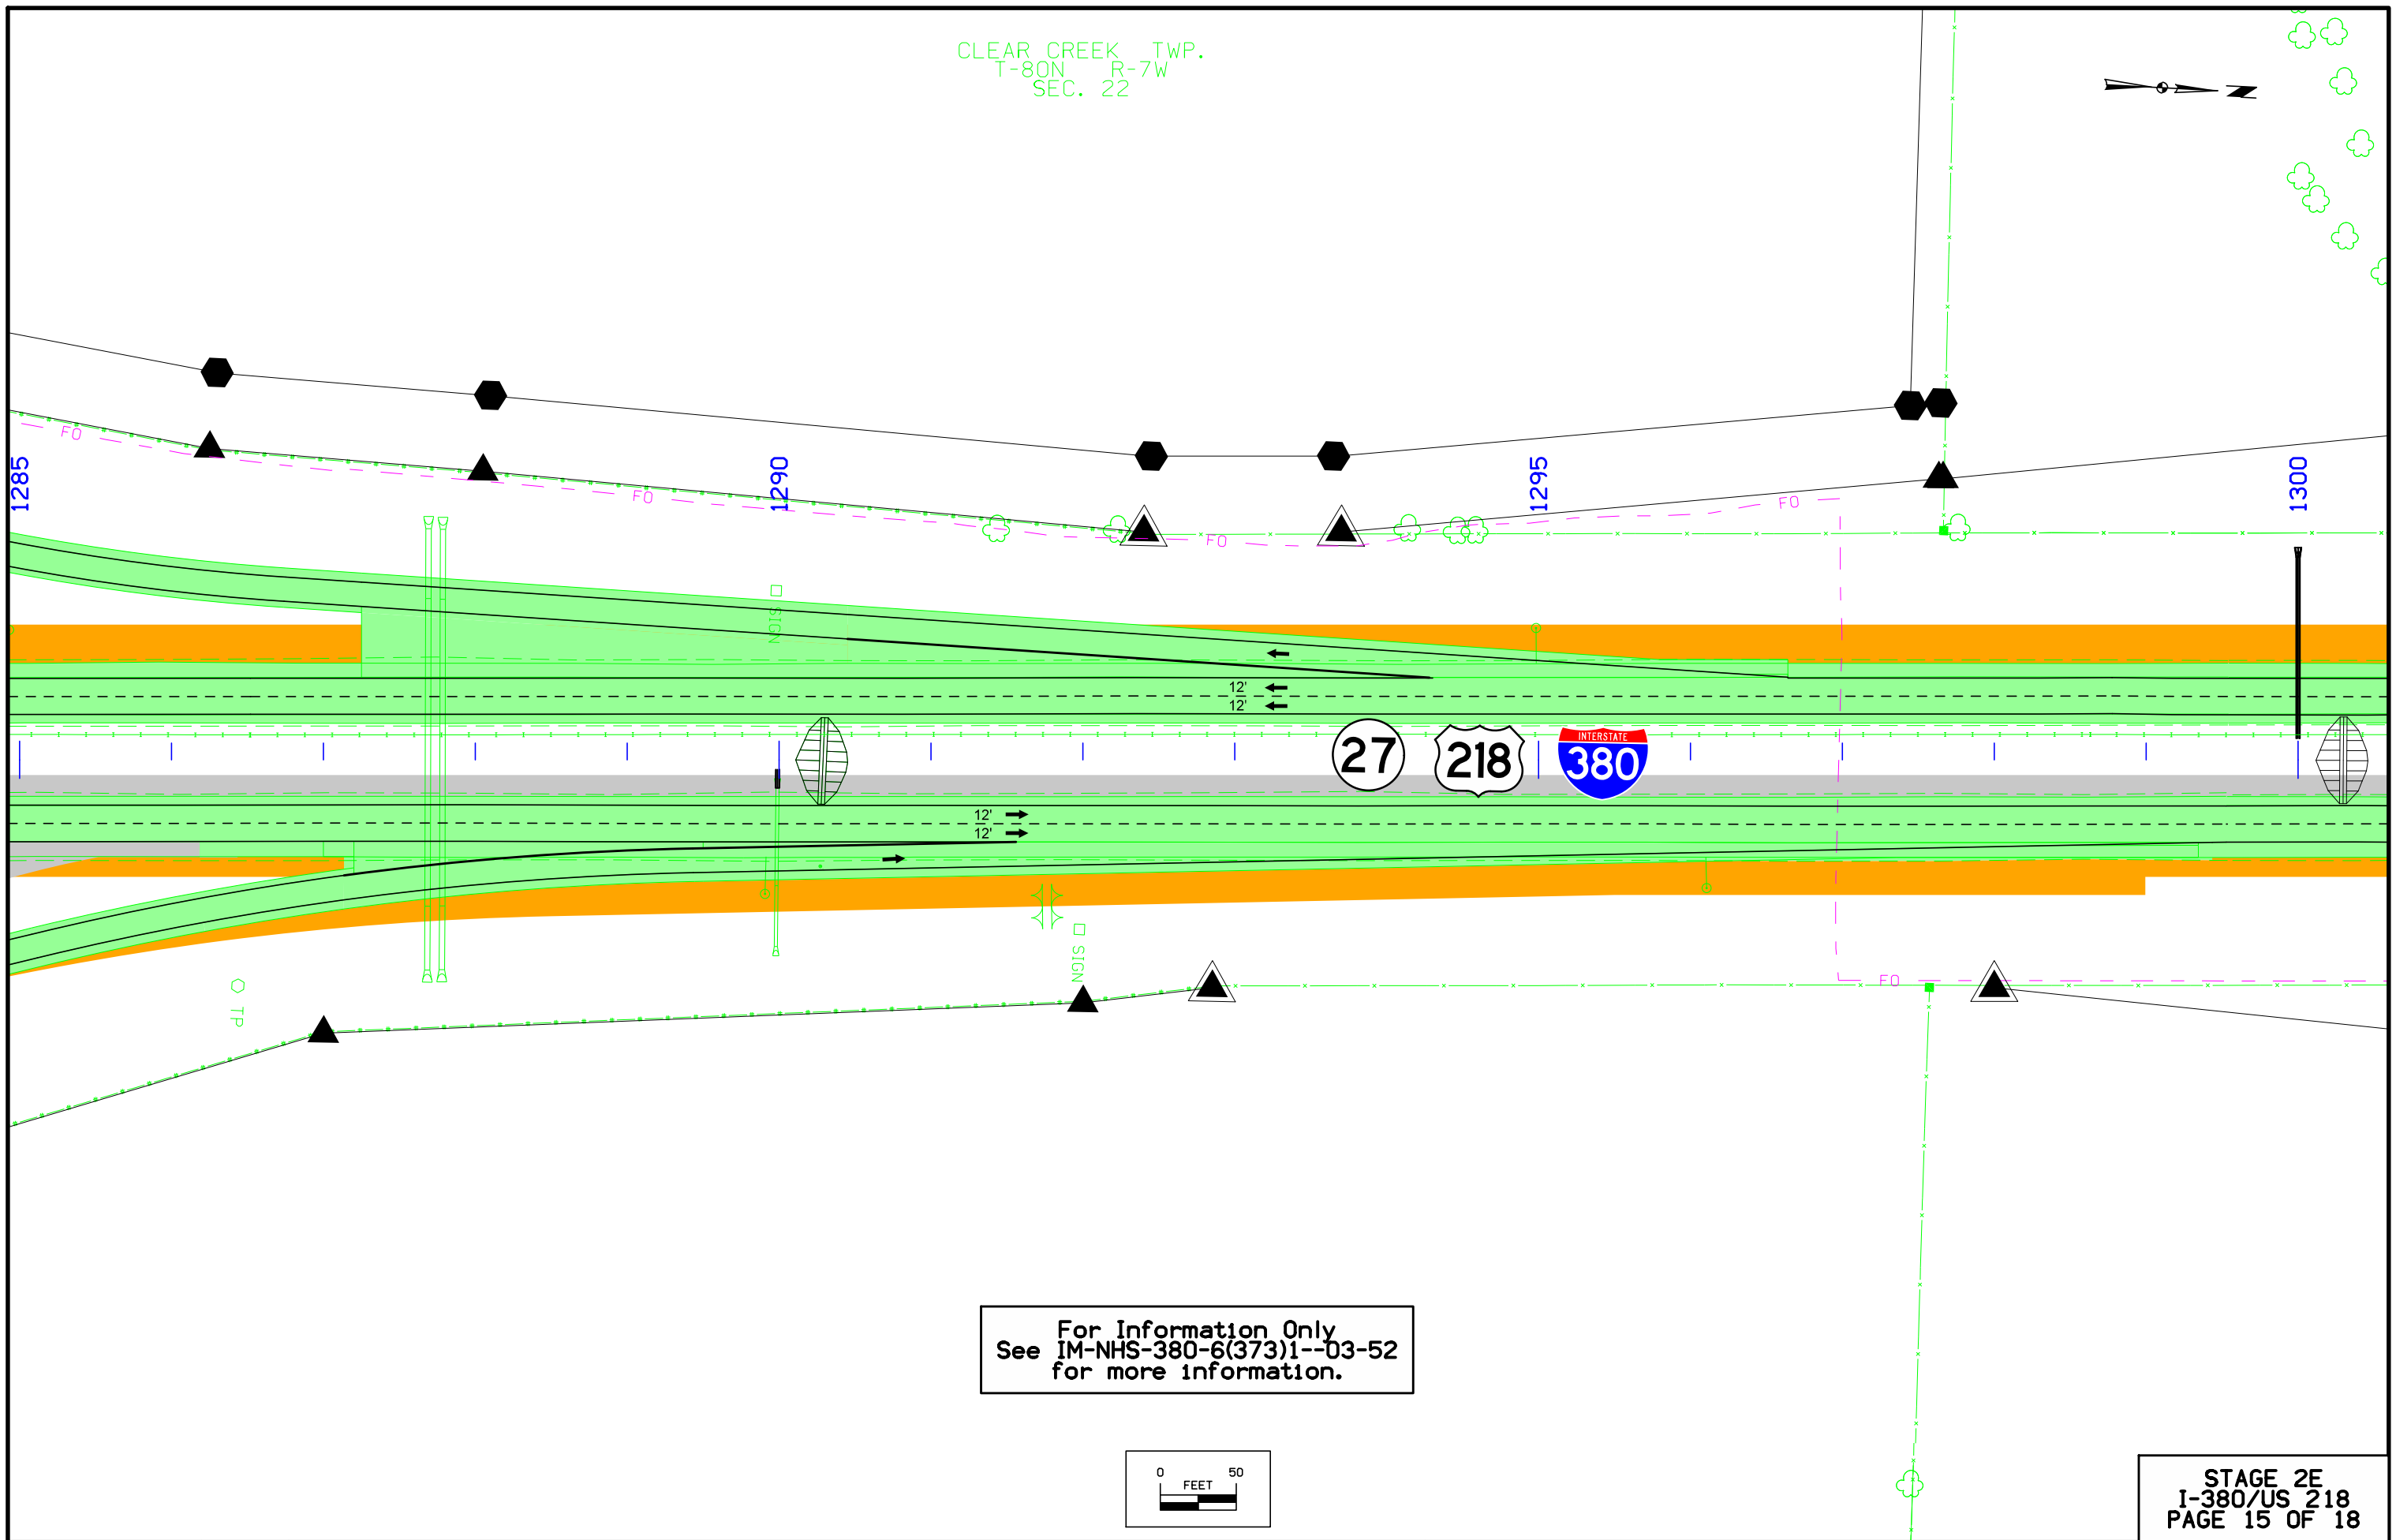 CLEAR CREEK TWP.
T-80N R-7W
SEC. 22
N
FO
FO
FO
FO
1285
1290
1295
1300
SIGN
12'
12'
27
218
INTERSTATE
380
12'
12'
SIGN
TP
FO
For Information Only
See IM-NHS-380-6(373)1--03-52
for more information.
0 50
FEET
STAGE 2E
I-380/US 218
PAGE 15 OF 18